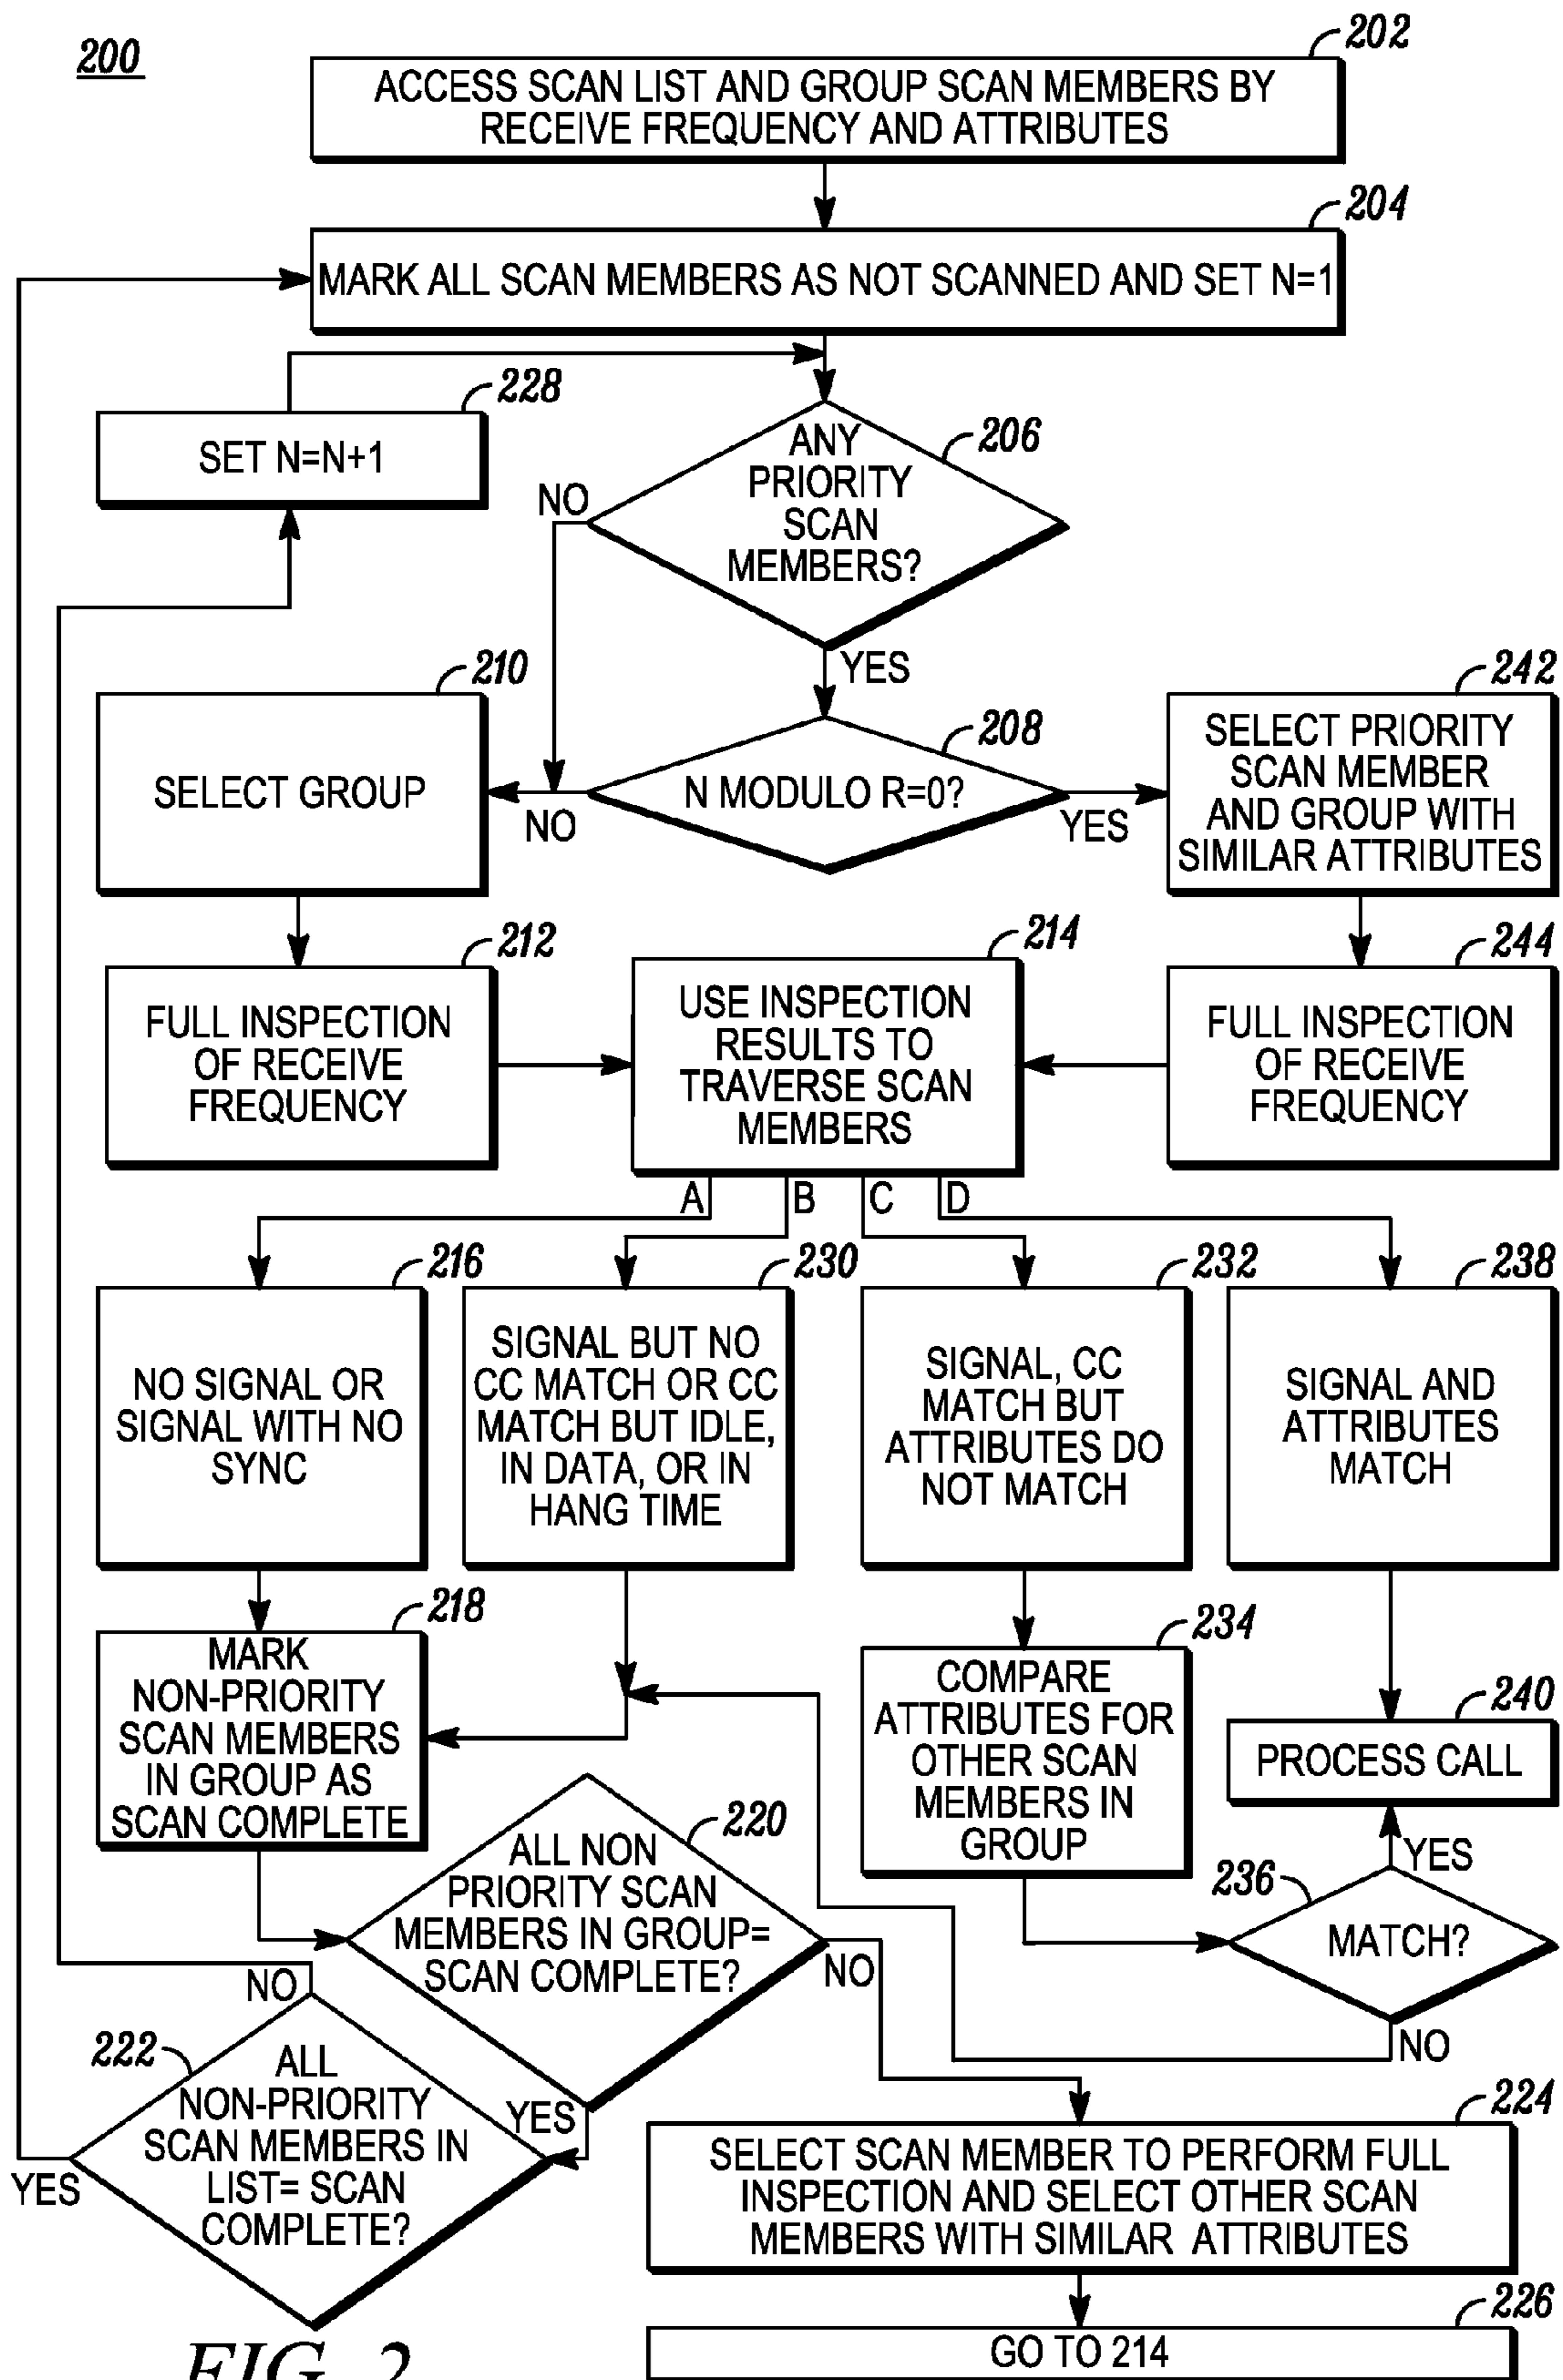 200
202
ACCESS SCAN LIST AND GROUP SCAN MEMBERS BY
RECEIVE FREQUENCY AND ATTRIBUTES
204
MARK ALL SCAN MEMBERS AS NOT SCANNED AND SET N=1
228
SET N=N+1
206
ANY
PRIORITY
SCAN
MEMBERS?
NO
YES
210
SELECT GROUP
208
N MODULO R=0?
NO
YES
242
SELECT PRIORITY
SCAN MEMBER
AND GROUP WITH
SIMILAR ATTRIBUTES
212
FULL INSPECTION
OF RECEIVE
FREQUENCY
214
USE INSPECTION
RESULTS TO
TRAVERSE SCAN
MEMBERS
244
FULL INSPECTION
OF RECEIVE
FREQUENCY
A
B
C
D
216
NO SIGNAL OR
SIGNAL WITH NO
SYNC
230
SIGNAL BUT NO
CC MATCH OR CC
MATCH BUT IDLE,
IN DATA, OR IN
HANG TIME
232
SIGNAL, CC
MATCH BUT
ATTRIBUTES DO
NOT MATCH
238
SIGNAL AND
ATTRIBUTES
MATCH
218
MARK
NON-PRIORITY
SCAN MEMBERS
IN GROUP AS
SCAN COMPLETE
234
COMPARE
ATTRIBUTES FOR
OTHER SCAN
MEMBERS IN
GROUP
240
PROCESS CALL
220
ALL NON
PRIORITY SCAN
MEMBERS IN GROUP=
SCAN COMPLETE?
NO
YES
236
MATCH?
YES
NO
222
NO
ALL
NON-PRIORITY
SCAN MEMBERS IN
LIST= SCAN
COMPLETE?
YES
224
SELECT SCAN MEMBER TO PERFORM FULL
INSPECTION AND SELECT OTHER SCAN
MEMBERS WITH SIMILAR ATTRIBUTES
226
GO TO 214
FIG. 2